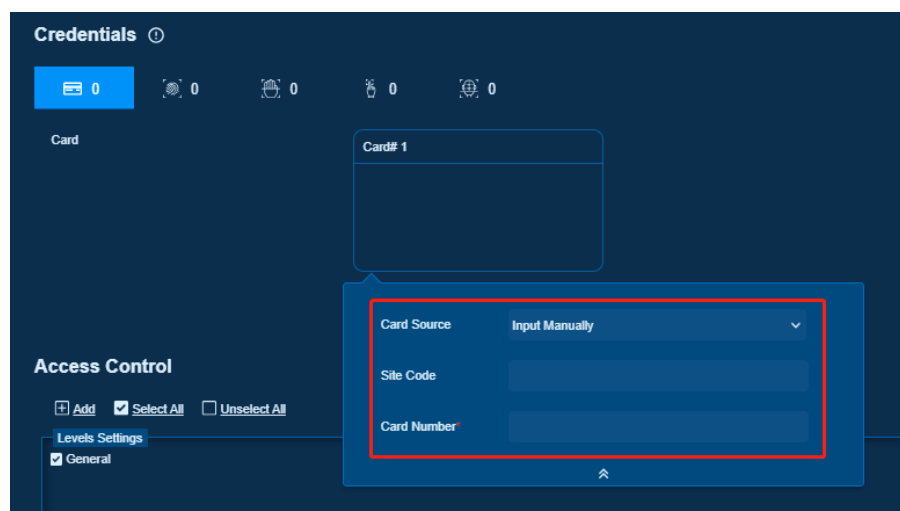 Credentials
0 0 0 0 0
Card
Card# 1
Card Source Input Manually
Site Code
Card Number*
Access Control
Add Select All Unselect All
Levels Settings
General